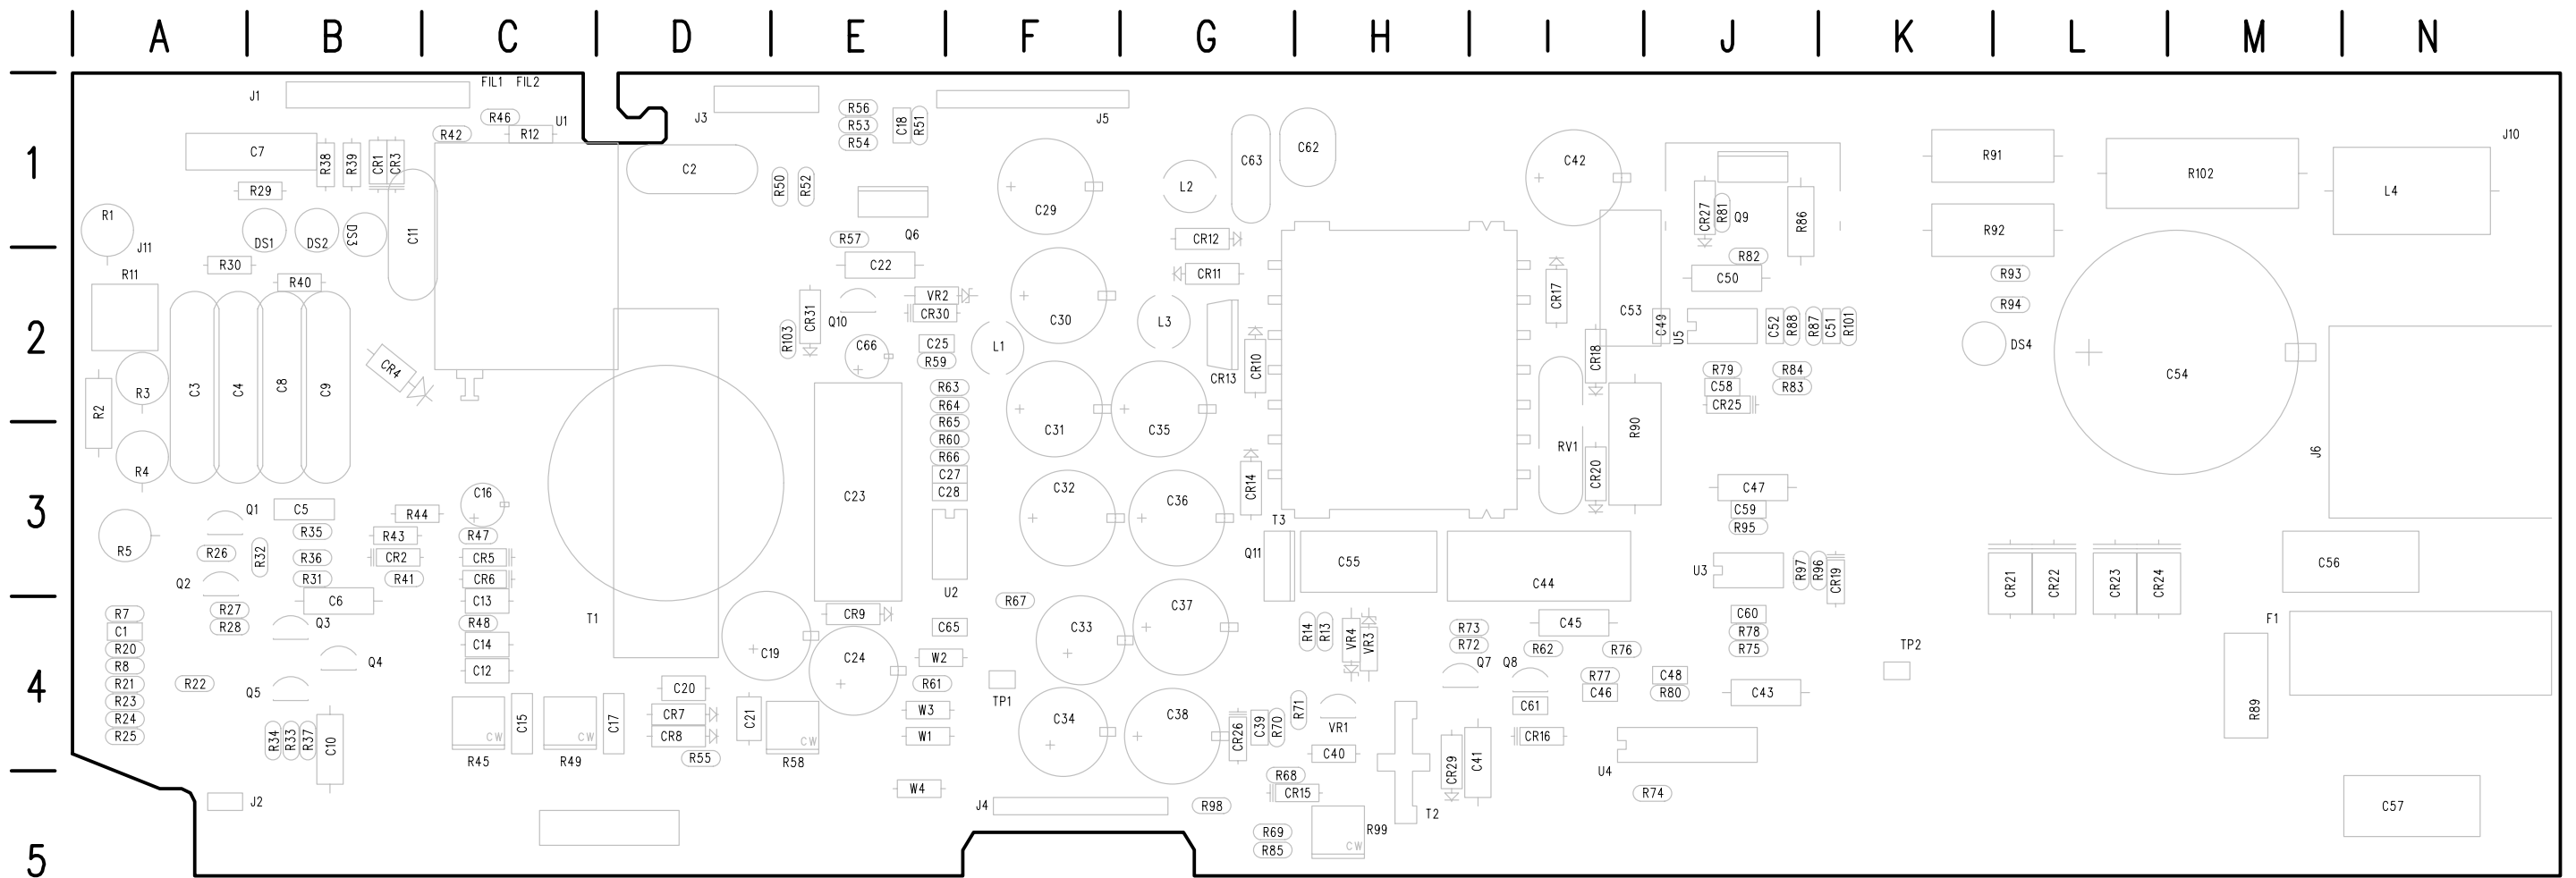 A B C D E F G H I J K L M N
1
J1
FIL1 FIL2
J3
R56
R53
R54
C18
R51
J5
J10
R46
U1
R42
R12
C7
R38
R39
CR1
CR3
C2
R50
R52
L2
C63
C62
C42
R91
R102
L4
R29
C29
CR27
R81
Q9
R86
R1
DS1
DS2
DS3
C11
J11
R57
Q6
CR12
R92
2
R30
R11
R40
C22
CR11
R82
C50
R93
VR2
CR30
CR31
Q10
R103
C66
C25
R59
C30
L1
L3
CR13
CR10
CR17
C53
CR18
C49
U5
C52
R88
R87
C51
R101
R94
DS4
C54
CR4
R3
R2
C3
C4
C8
C9
R63
R64
R65
R60
R66
C27
C28
C31
C35
R79
C58
CR25
R84
R83
R90
RV1
J6
3
R4
C16
C23
C32
C36
CR14
CR20
C47
C59
R95
Q1
C5
R44
R35
R43
R47
R5
R26
R32
R36
CR2
CR5
T3
Q11
C55
C44
U3
R97
R96
CR19
CR21
CR22
CR23
CR24
C56
Q2
R31
R41
CR6
U2
C6
C13
R67
C37
4
R7
C1
R20
R8
R21
R23
R24
R25
R27
R28
Q3
R48
C14
C12
T1
CR9
C65
C33
R14
R13
VR4
VR3
R73
R72
C45
C60
R78
R75
F1
Q4
R22
Q5
C19
C24
W2
R61
TP1
Q7
Q8
R62
R76
R77
C46
C48
R80
C43
TP2
R89
R34
R33
R37
C10
CW
R45
C15
CW
R49
C17
C20
CR7
CR8
R55
C21
CW
R58
W3
W1
C34
C38
CR26
C39
R70
R71
VR1
C40
CR29
C41
C61
CR16
U4
5
J2
W4
J4
R98
R68
CR15
T2
R74
C57
R69
R85
CW
R99